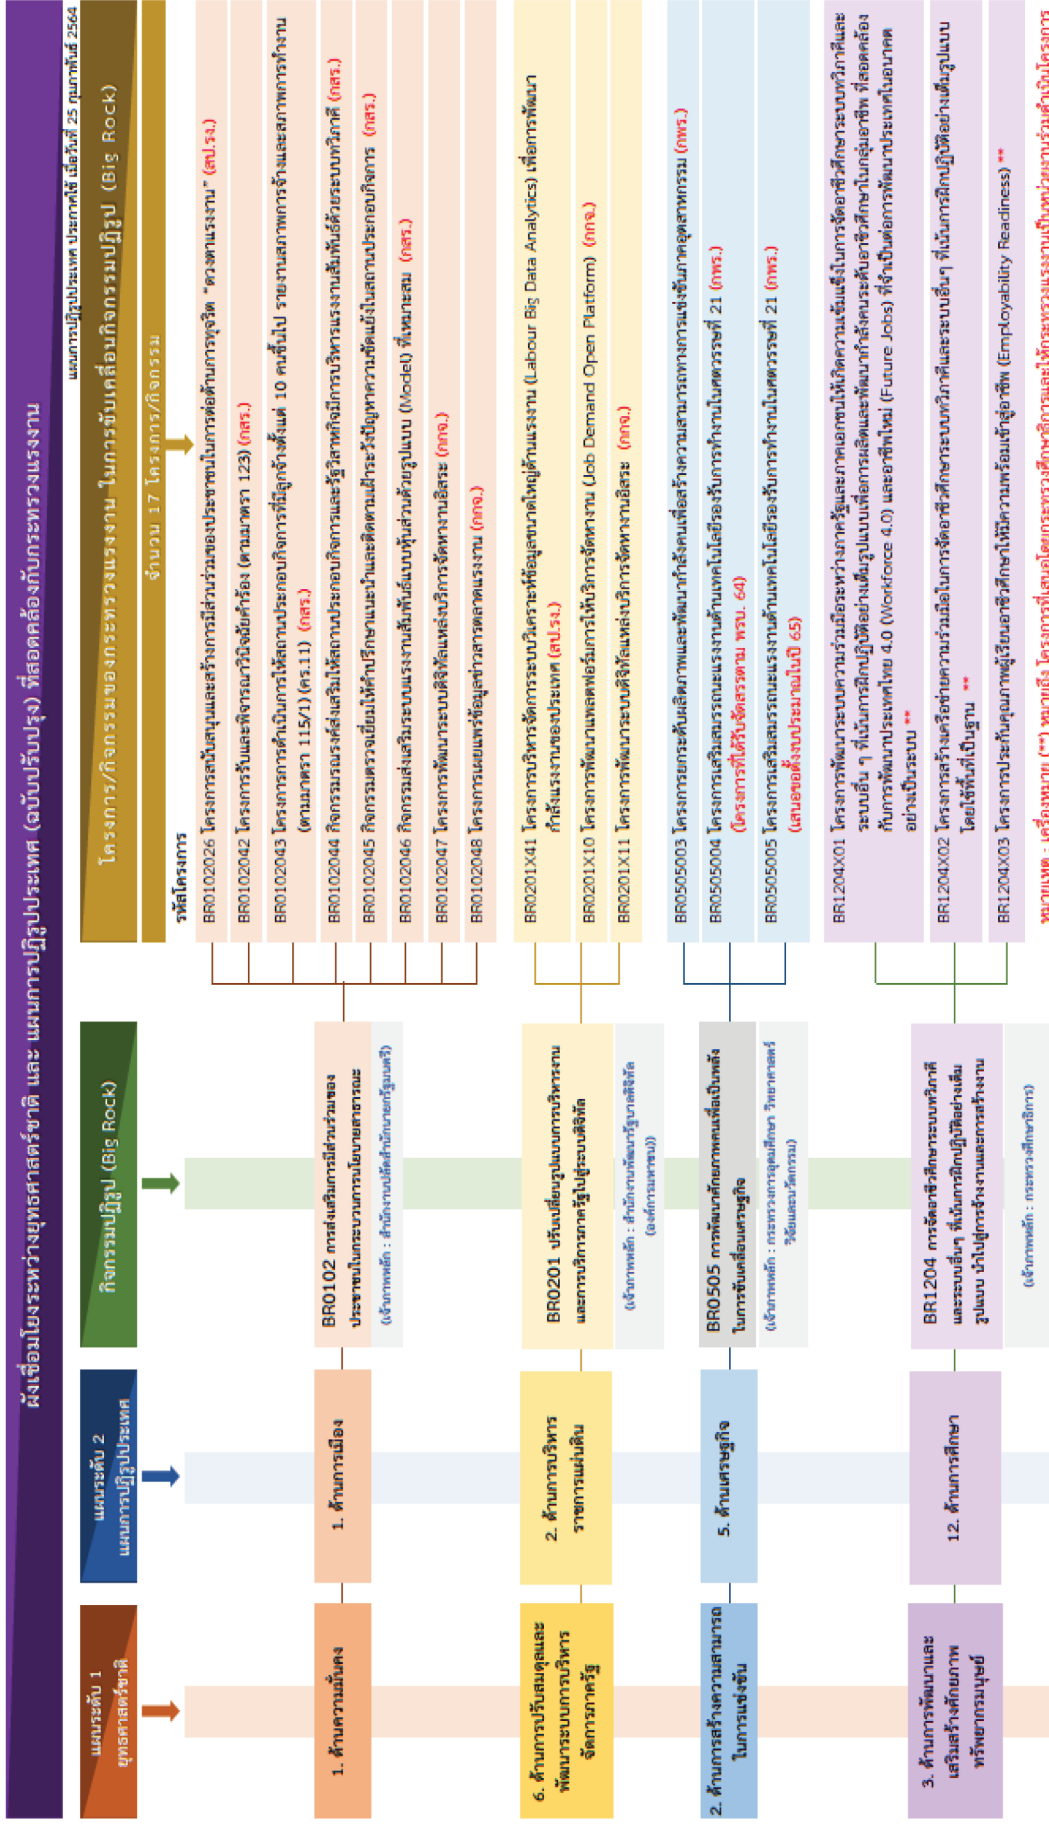 ผังเชื่อมโยงระหว่างยุทธศาสตร์ชาติ และ แผนการปฏิรูปประเทศ (ฉบับปรับปรุง) ที่สอดคล้องกับกระทรวงแรงงาน
แผนการปฏิรูปประเทศ ประกาศใช้ เมื่อวันที่ 25 กุมภาพันธ์ 2564
แผนระดับ 1
ยุทธศาสตร์ชาติ
แผนระดับ 2
แผนการปฏิรูปประเทศ
กิจกรรมปฏิรูป (Big Rock)
โครงการ/กิจกรรมของกระทรวงแรงงาน ในการขับเคลื่อนกิจกรรมปฏิรูป (Big Rock)
จำนวน 17 โครงการ/กิจกรรม
รหัสโครงการ
1. ด้านความมั่นคง
1. ด้านการเมือง
BR0102 การส่งเสริมการมีส่วนร่วมของ
ประชาชนในกระบวนการนโยบายสาธารณะ
(เจ้าภาพหลัก : สำนักงานปลัดสำนักนายกรัฐมนตรี)
BR0102026 โครงการสนับสนุนและสร้างการมีส่วนร่วมของประชาชนในการต่อต้านการทุจริต "ดวงตาแรงงาน" (สป.รง.)
BR0102042 โครงการรับและพิจารณาวินิจฉัยคำร้อง (ตามมาตรา 123) (กสร.)
BR0102043 โครงการการดำเนินการให้สถานประกอบกิจการที่มีลูกจ้างตั้งแต่ 10 คนขึ้นไป รายงานสภาพการจ้างและสภาพการทำงาน
(ตามมาตรา 115/1) (คร.11) (กสร.)
BR0102044 กิจกรรมรณรงค์ส่งเสริมให้สถานประกอบกิจการและรัฐวิสาหกิจมีการบริหารแรงงานสัมพันธ์ด้วยระบบทวิภาคี (กสร.)
BR0102045 กิจกรรมตรวจเยี่ยมให้คำปรึกษาแนะนำและติดตามเฝ้าระวังปัญหาความขัดแย้งในสถานประกอบกิจการ (กสร.)
BR0102046 กิจกรรมส่งเสริมระบบแรงงานสัมพันธ์แบบหุ้นส่วนด้วยรูปแบบ (Model) ที่เหมาะสม (กสร.)
BR0102047 โครงการพัฒนาระบบดิจิทัลแหล่งบริการจัดหางานอิสระ (กกจ.)
BR0102048 โครงการเผยแพร่ข้อมูลข่าวสารตลาดแรงงาน (กกจ.)
6. ด้านการปรับสมดุลและ
พัฒนาระบบการบริหาร
จัดการภาครัฐ
2. ด้านการบริหาร
ราชการแผ่นดิน
BR0201 ปรับเปลี่ยนรูปแบบการบริหารงาน
และการบริการภาครัฐไปสู่ระบบดิจิทัล
(เจ้าภาพหลัก : สำนักงานพัฒนารัฐบาลดิจิทัล
(องค์การมหาชน))
BR0201X41 โครงการบริหารจัดการระบบวิเคราะห์ข้อมูลขนาดใหญ่ด้านแรงงาน (Labour Big Data Analytics) เพื่อการพัฒนา
กำลังแรงงานของประเทศ (สป.รง.)
BR0201X10 โครงการพัฒนาแพลตฟอร์มการให้บริการจัดหางาน (Job Demand Open Platform) (กกจ.)
BR0201X11 โครงการพัฒนาระบบดิจิทัลแหล่งบริการจัดหางานอิสระ (กกจ.)
2. ด้านการสร้างความสามารถ
ในการแข่งขัน
5. ด้านเศรษฐกิจ
BR0505 การพัฒนาศักยภาพคนเพื่อเป็นพลัง
ในการขับเคลื่อนเศรษฐกิจ
(เจ้าภาพหลัก : กระทรวงการอุดมศึกษา วิทยาศาสตร์
วิจัยและนวัตกรรม)
BR0505003 โครงการยกระดับผลิตภาพและพัฒนากำลังคนเพื่อสร้างความสามารถทางการแข่งขันภาคอุตสาหกรรม (กพร.)
BR0505004 โครงการเสริมสมรรถนะแรงงานด้านเทคโนโลยีรองรับการทำงานในศตวรรษที่ 21 (กพร.)
(โครงการที่ได้รับจัดสรรตาม พรบ. 64)
BR0505005 โครงการเสริมสมรรถนะแรงงานด้านเทคโนโลยีรองรับการทำงานในศตวรรษที่ 21 (กพร.)
(เสนอขอตั้งงบประมาณในปี 65)
3. ด้านการพัฒนาและ
เสริมสร้างศักยภาพ
ทรัพยากรมนุษย์
12. ด้านการศึกษา
BR1204 การจัดอาชีวศึกษาระบบทวิภาคี
และระบบอื่นๆ ที่เน้นการฝึกปฏิบัติอย่างเต็ม
รูปแบบ นำไปสู่การจ้างงานและการสร้างงาน
(เจ้าภาพหลัก : กระทรวงศึกษาธิการ)
BR1204X01 โครงการพัฒนาระบบความร่วมมือระหว่างภาครัฐและภาคเอกชนให้เกิดความเข้มแข็งในการจัดอาชีวศึกษาระบบทวิภาคีและ
ระบบอื่น ๆ ที่เน้นการฝึกปฏิบัติอย่างเต็มรูปแบบเพื่อการผลิตและพัฒนากำลังคนระดับอาชีวศึกษาในกลุ่มอาชีพ ที่สอดคล้อง
กับการพัฒนาประเทศไทย 4.0 (Workforce 4.0) และอาชีพใหม่ (Future Jobs) ที่จำเป็นต่อการพัฒนาประเทศในอนาคต
อย่างเป็นระบบ **
BR1204X02 โครงการสร้างเครือข่ายความร่วมมือในการจัดอาชีวศึกษาระบบทวิภาคีและระบบอื่นๆ ที่เน้นการฝึกปฏิบัติอย่างเต็มรูปแบบ
โดยใช้พื้นที่เป็นฐาน **
BR1204X03 โครงการประกันคุณภาพผู้เรียนอาชีวศึกษาให้มีความพร้อมเข้าสู่อาชีพ (Employability Readiness) **
หมายเหตุ : เครื่องหมาย (**) หมายถึง โครงการที่เสนอโดยกระทรวงศึกษาธิการและให้กระทรวงแรงงานเป็นหน่วยงานร่วมดำเนินโครงการ